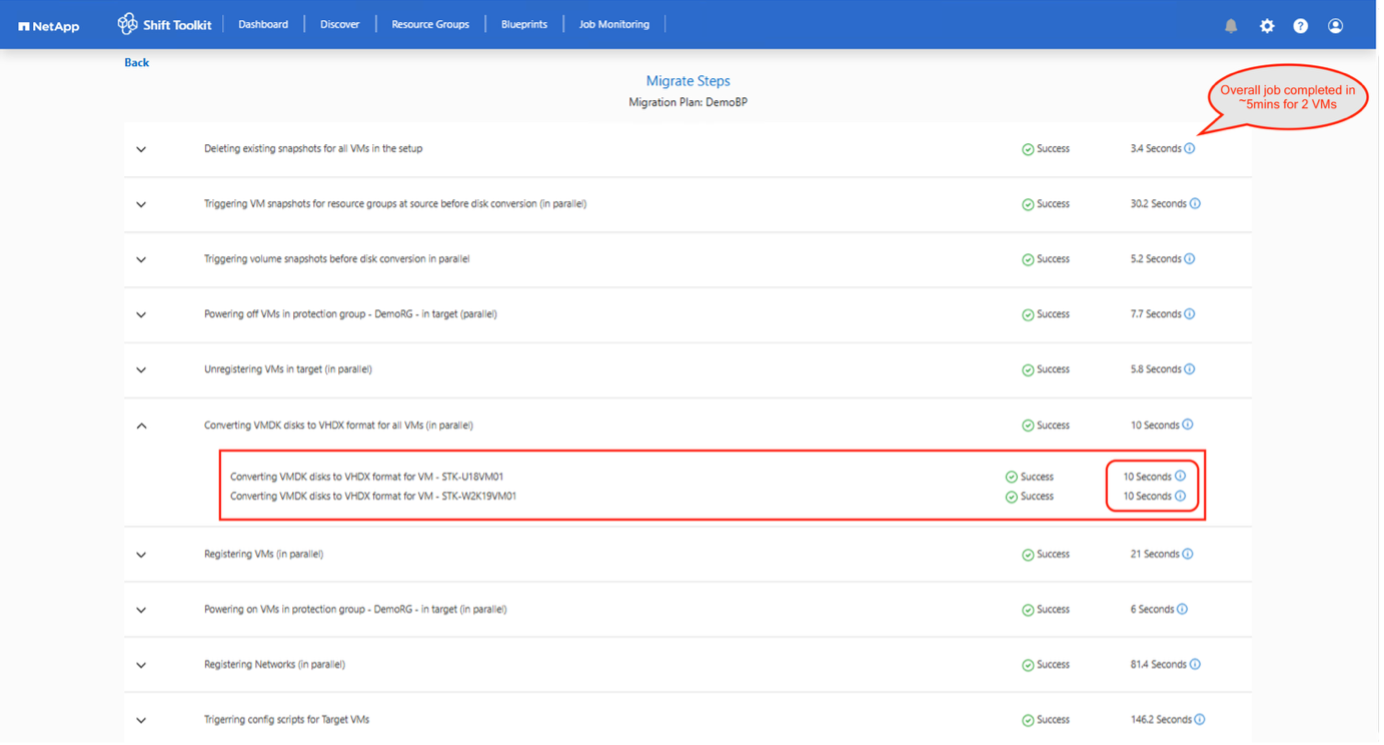 NetApp Shift Toolkit Dashboard Discover Resource Groups Blueprints Job Monitoring
Back
Migrate Steps
Migration Plan: DemoBP
Overall job completed in
~5mins for 2 VMs
Deleting existing snapshots for all VMs in the setup Success 3.4 Seconds
Triggering VM snapshots for resource groups at source before disk conversion (in parallel) Success 30.2 Seconds
Triggering volume snapshots before disk conversion in parallel Success 5.2 Seconds
Powering off VMs in protection group - DemoRG - in target (parallel) Success 7.7 Seconds
Unregistering VMs in target (in parallel) Success 5.8 Seconds
Converting VMDK disks to VHDX format for all VMs (in parallel) Success 10 Seconds
Converting VMDK disks to VHDX format for VM - STK-U18VM01 Success 10 Seconds
Converting VMDK disks to VHDX format for VM - STK-W2K19VM01 Success 10 Seconds
Registering VMs (in parallel) Success 21 Seconds
Powering on VMs in protection group - DemoRG - in target (in parallel) Success 6 Seconds
Registering Networks (in parallel) Success 81.4 Seconds
Trigerring config scripts for Target VMs Success 146.2 Seconds